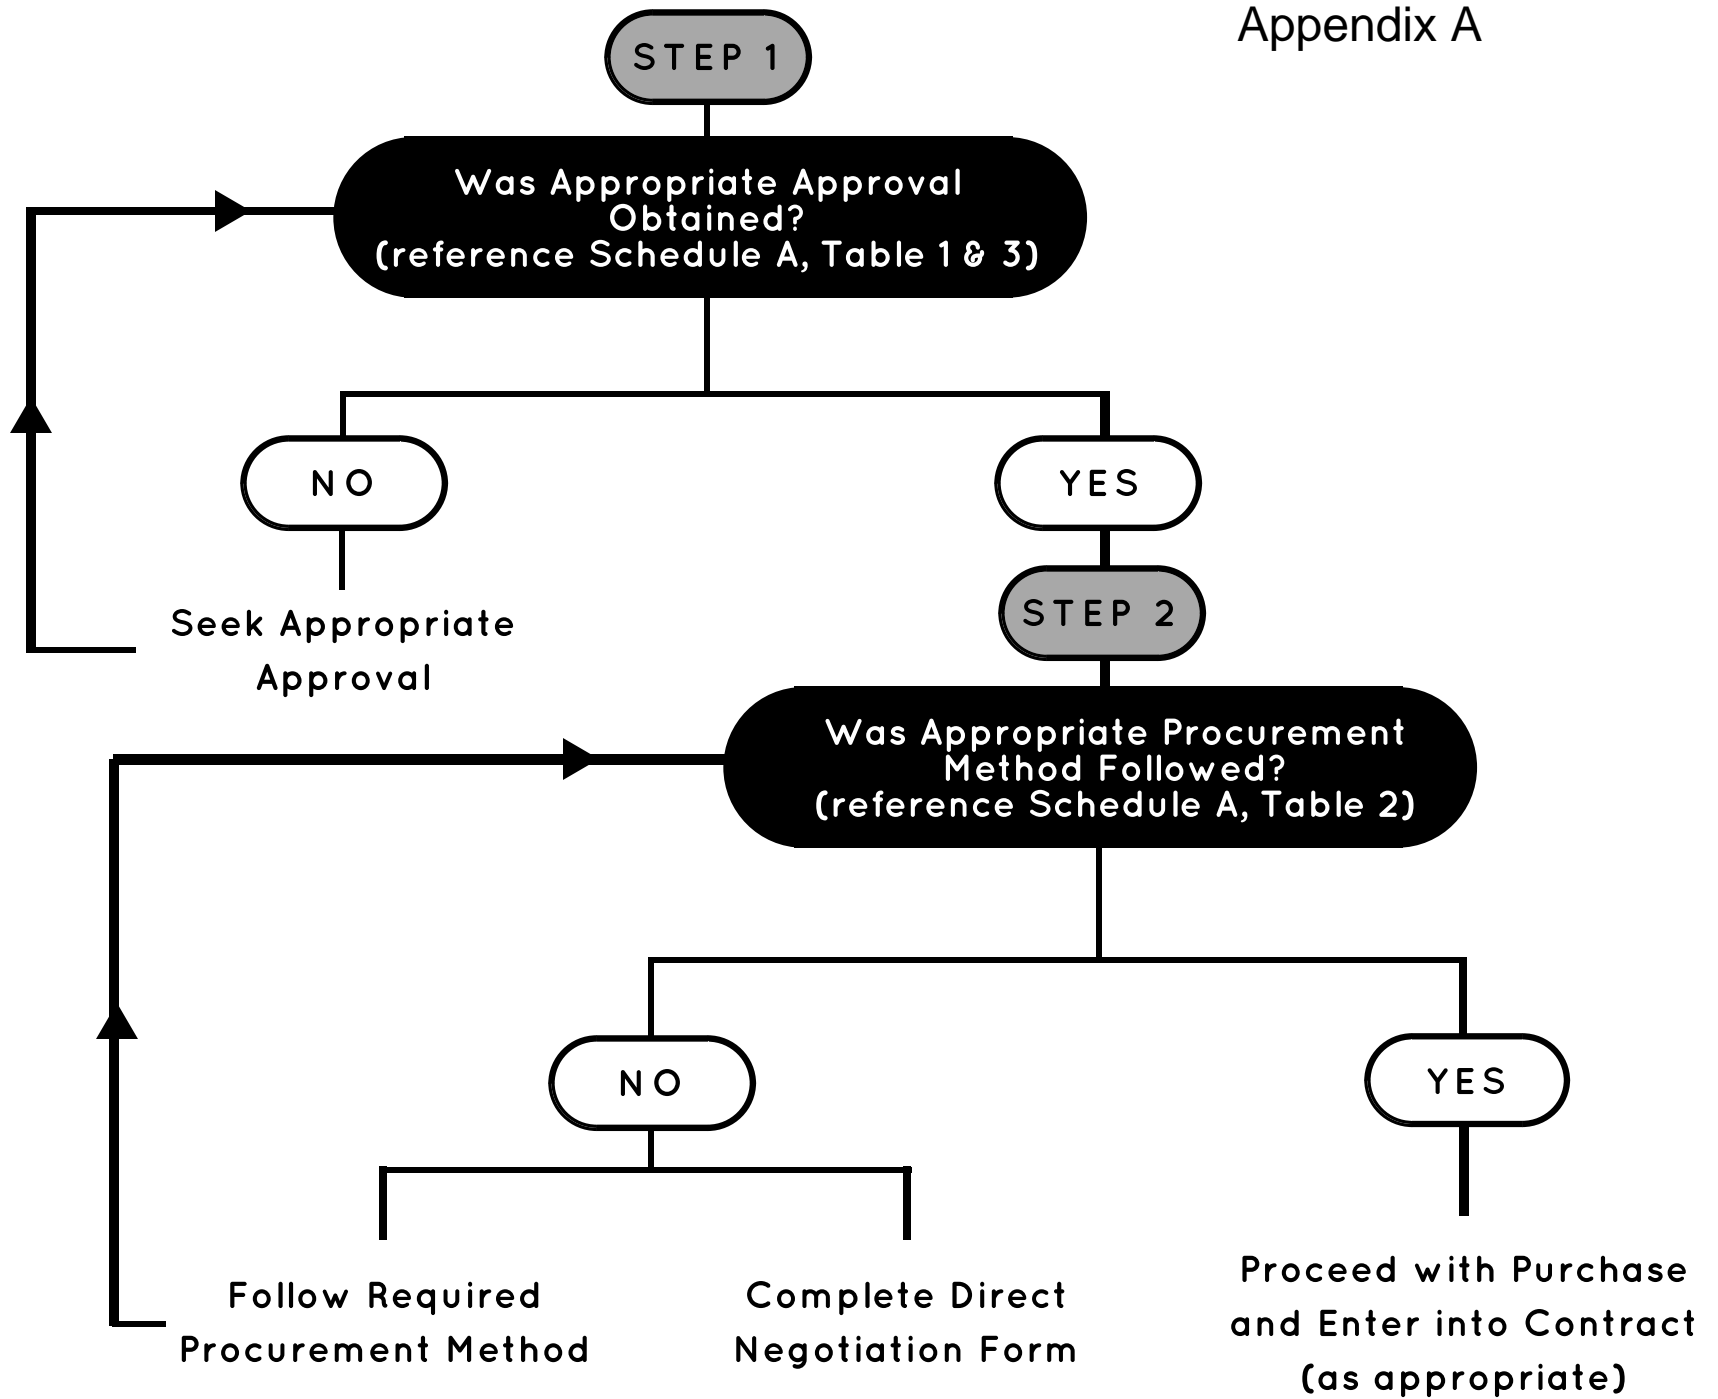 Appendix A
STEP 1
Was Appropriate Approval
Obtained?
(reference Schedule A, Table 1 & 3)
NO
YES
Seek Appropriate
Approval
STEP 2
Was Appropriate Procurement
Method Followed?
(reference Schedule A, Table 2)
NO
YES
Follow Required
Procurement Method
Complete Direct
Negotiation Form
Proceed with Purchase
and Enter into Contract
(as appropriate)